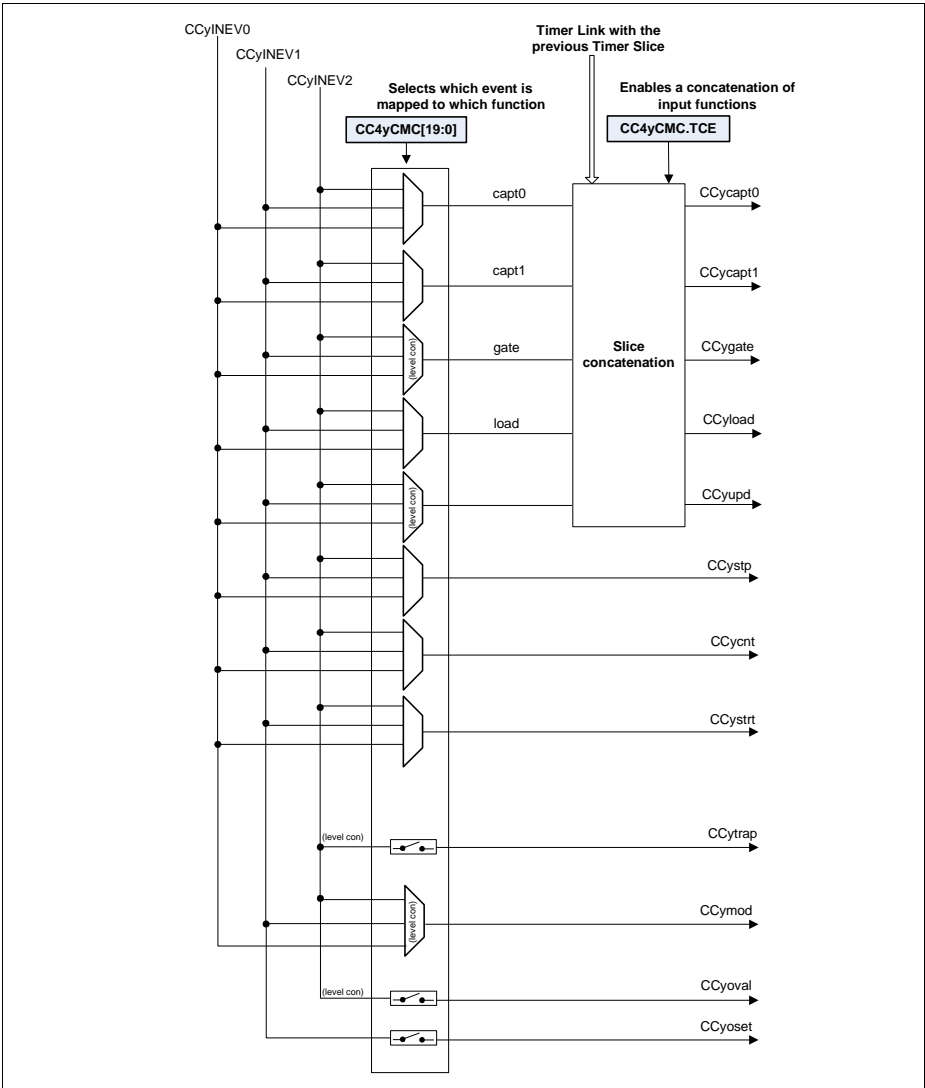 CCyINEV0
CCyINEV1
CCyINEV2
Timer Link with the
previous Timer Slice
Selects which event is
mapped to which function
CC4yCMC[19:0]
Enables a concatenation of
input functions
CC4yCMC.TCE
capt0
CCycapt0
capt1
CCycapt1
(level con)
gate
Slice
concatenation
CCygate
load
CCyload
(level con)
CCyupd
CCystp
CCycnt
CCystrt
(level con)
CCytrap
(level con)
CCymod
(level con)
CCyoval
CCyoset